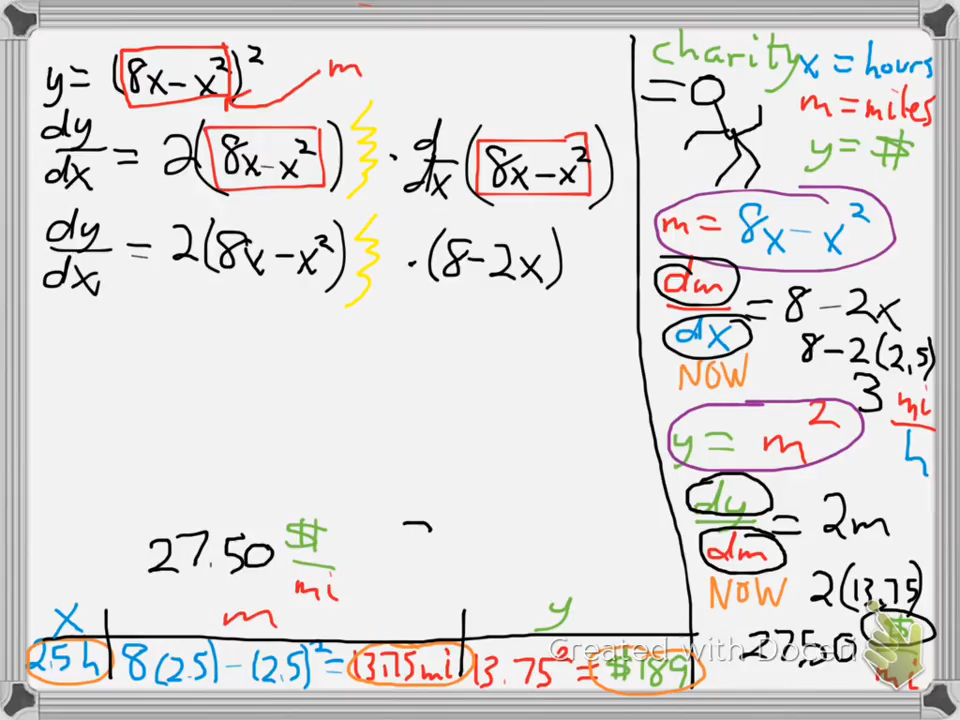 y = (8x - x²)²
m
dy/dx = 2(8x - x²) · d/dx (8x - x²)
dy/dx = 2(8x - x²) · (8 - 2x)
27.50 $/mi
x | m | y
2.5 h | 8(2.5) - (2.5)² = 13.75 mi | 13.75² = $189
charity
x = hours
m = miles
y = $
m = 8x - x²
dm/dx = 8 - 2x
NOW
8 - 2(2.5)
3 mi/h
y = m²
dy/dm = 2m
NOW
2(13.75)
27.50 $/mi
Created with Doceri